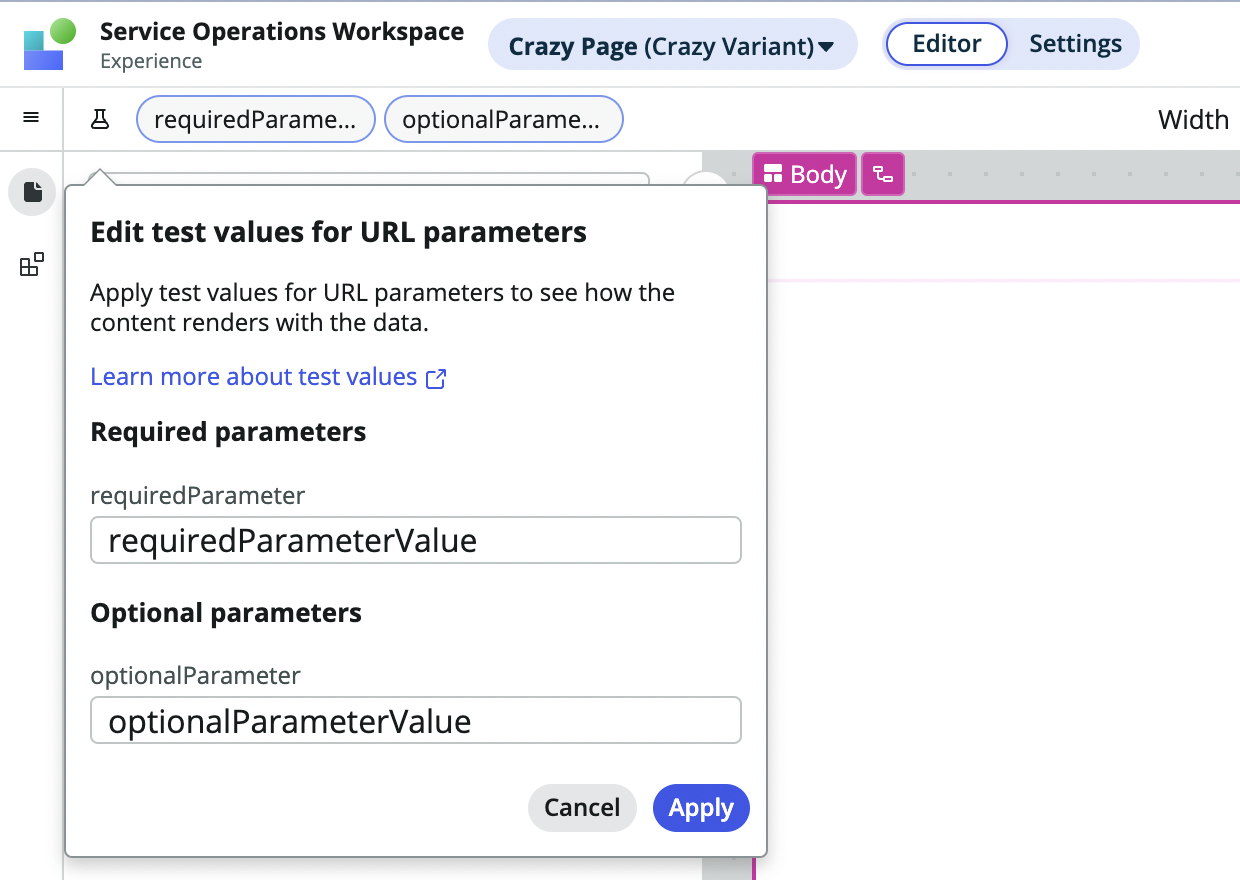 Service Operations Workspace
Experience
Crazy Page (Crazy Variant)
Editor
Settings
requiredParame...
optionalParame...
Width
Body
Edit test values for URL parameters
Apply test values for URL parameters to see how the
content renders with the data.
Learn more about test values
Required parameters
requiredParameter
requiredParameterValue
Optional parameters
optionalParameter
optionalParameterValue
Cancel
Apply